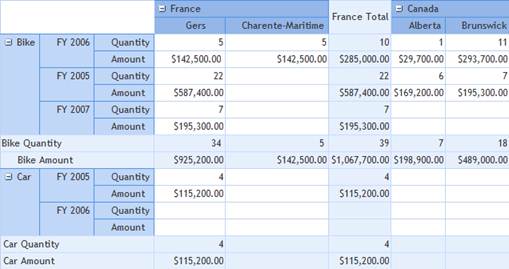 France Canada
Gers Charente-Maritime France Total Alberta Brunswick
Bike FY 2006 Quantity 5 5 10 1 11
Amount $142,500.00 $142,500.00 $285,000.00 $29,700.00 $293,700.00
FY 2005 Quantity 22 22 6 7
Amount $587,400.00 $587,400.00 $169,200.00 $195,300.00
FY 2007 Quantity 7 7
Amount $195,300.00 $195,300.00
Bike Quantity 34 5 39 7 18
Bike Amount $925,200.00 $142,500.00 $1,067,700.00 $198,900.00 $489,000.00
Car FY 2005 Quantity 4 4
Amount $115,200.00 $115,200.00
FY 2006 Quantity
Amount
Car Quantity 4 4
Car Amount $115,200.00 $115,200.00